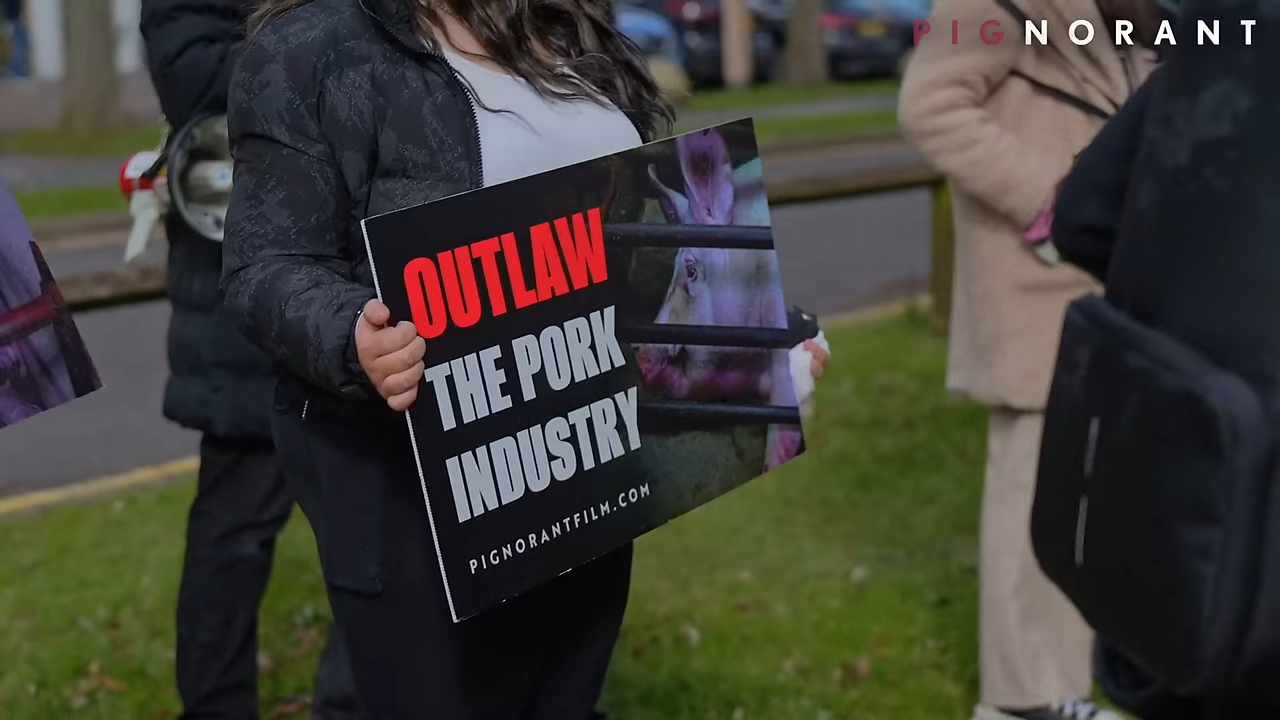 PIGNORANT
OUTLAW
THE PORK
INDUSTRY
PIGNORANTFILM.COM